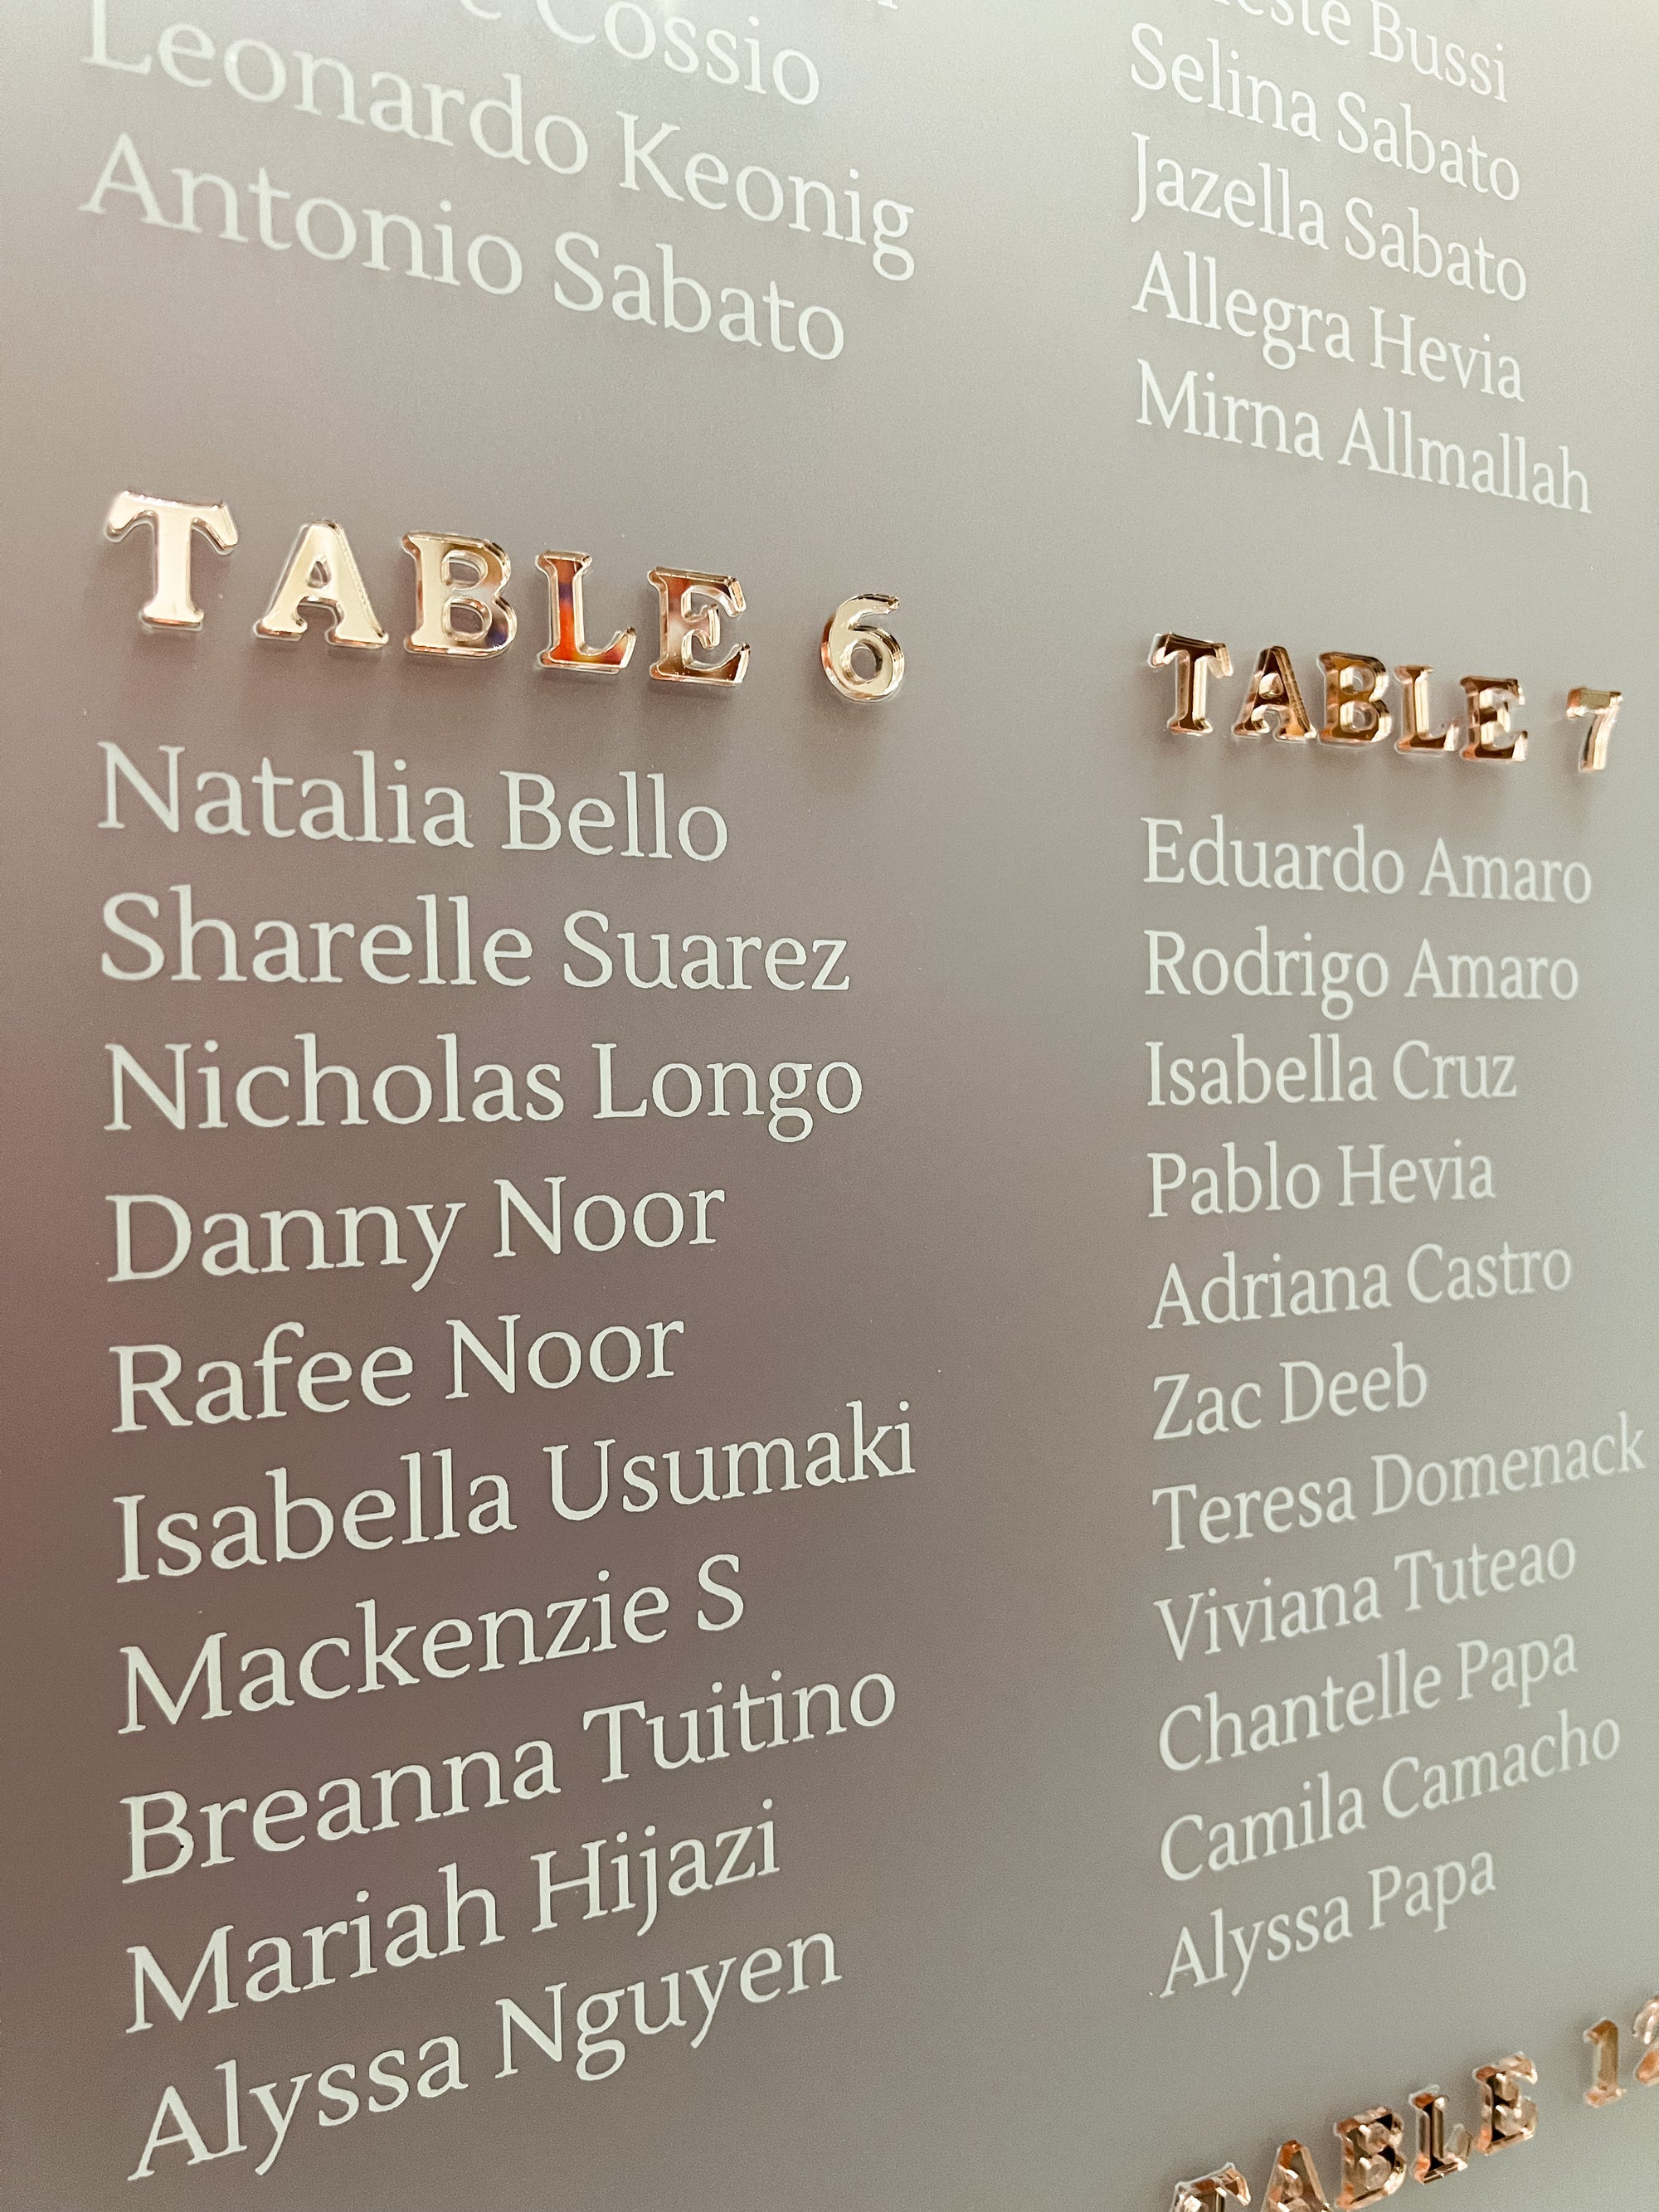 Cossio
Leonardo Keonig
Antonio Sabato
TABLE 6
Natalia Bello
Sharelle Suarez
Nicholas Longo
Danny Noor
Rafee Noor
Isabella Usumaki
Mackenzie S
Breanna Tuitino
Mariah Hijazi
Alyssa Nguyen
Bussi
Selina Sabato
Jazella Sabato
Allegra Hevia
Mirna Allmallah
TABLE 7
Eduardo Amaro
Rodrigo Amaro
Isabella Cruz
Pablo Hevia
Adriana Castro
Zac Deeb
Teresa Domenack
Viviana Tuteao
Chantelle Papa
Camila Camacho
Alyssa Papa
TABLE 12